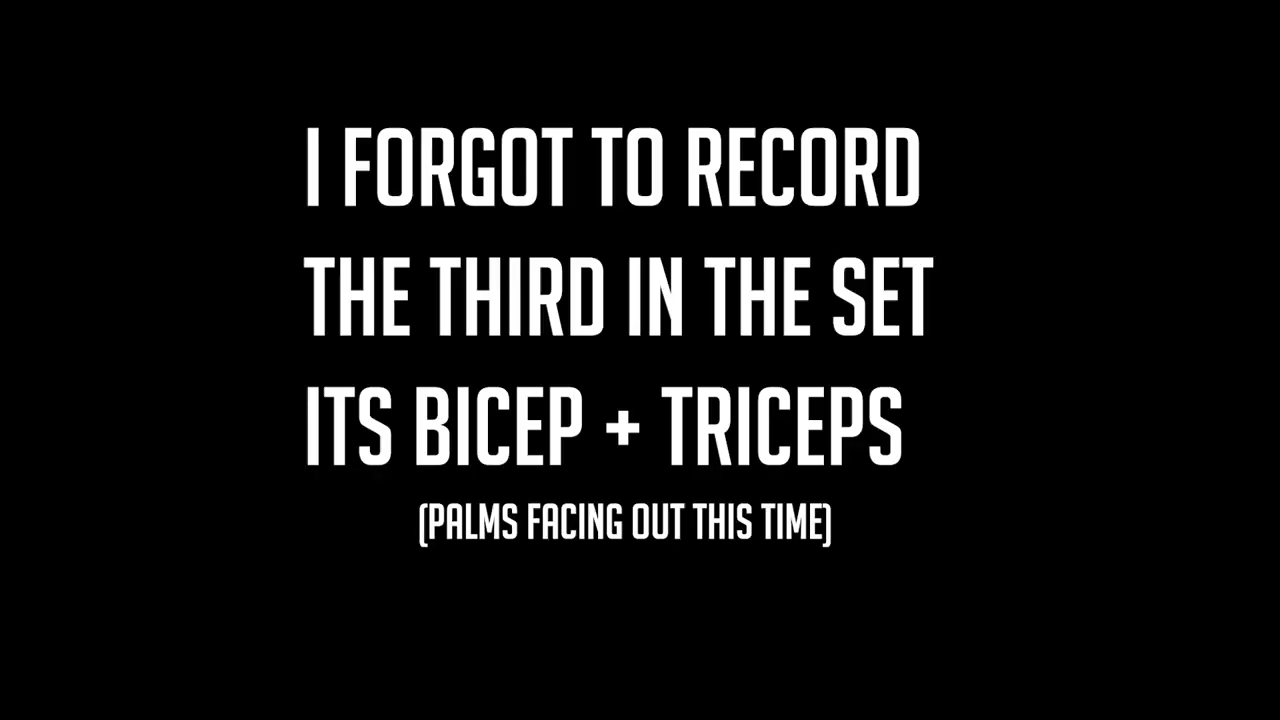 I FORGOT TO RECORD
THE THIRD IN THE SET
ITS BICEP + TRICEPS
(PALMS FACING OUT THIS TIME)